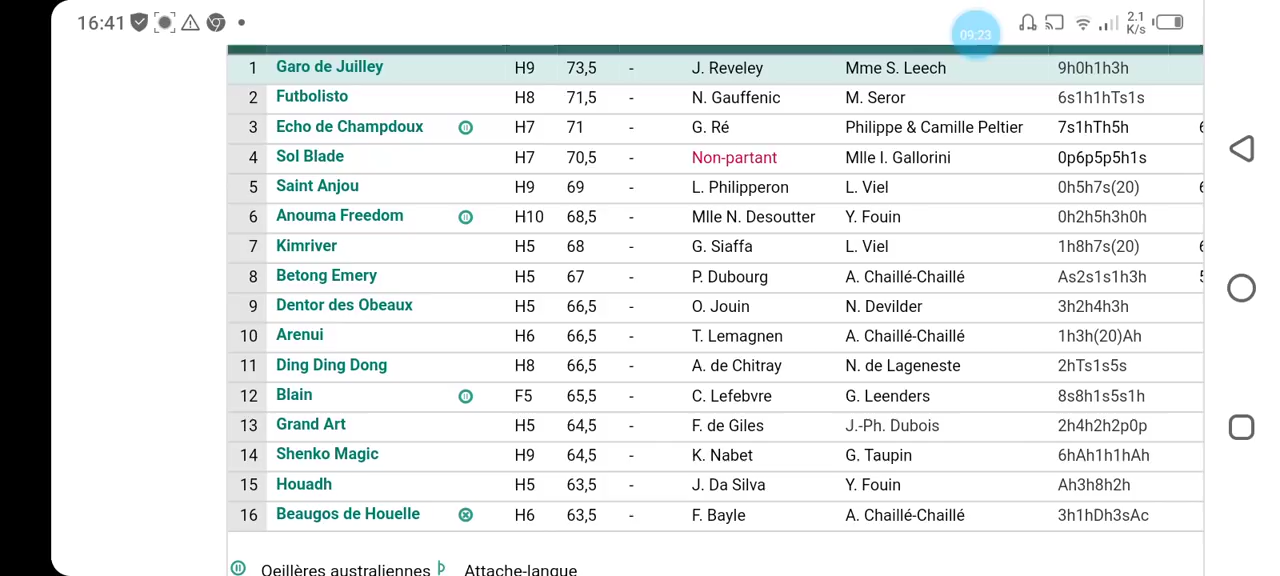 16:41 09:23 2.1 K/s
1 Garo de Juilley H9 73,5 - J. Reveley Mme S. Leech 9h0h1h3h
2 Futbolisto H8 71,5 - N. Gauffenic M. Seror 6s1h1hTs1s
3 Echo de Champdoux H7 71 - G. Ré Philippe & Camille Peltier 7s1hTh5h
4 Sol Blade H7 70,5 - Non-partant Mlle I. Gallorini 0p6p5p5h1s
5 Saint Anjou H9 69 - L. Philipperon L. Viel 0h5h7s(20)
6 Anouma Freedom H10 68,5 - Mlle N. Desoutter Y. Fouin 0h2h5h3h0h
7 Kimriver H5 68 - G. Siaffa L. Viel 1h8h7s(20)
8 Betong Emery H5 67 - P. Dubourg A. Chaillé-Chaillé As2s1s1h3h
9 Dentor des Obeaux H5 66,5 - O. Jouin N. Devilder 3h2h4h3h
10 Arenui H6 66,5 - T. Lemagnen A. Chaillé-Chaillé 1h3h(20)Ah
11 Ding Ding Dong H8 66,5 - A. de Chitray N. de Lageneste 2hTs1s5s
12 Blain F5 65,5 - C. Lefebvre G. Leenders 8s8h1s5s1h
13 Grand Art H5 64,5 - F. de Giles J.-Ph. Dubois 2h4h2h2p0p
14 Shenko Magic H9 64,5 - K. Nabet G. Taupin 6hAh1h1hAh
15 Houadh H5 63,5 - J. Da Silva Y. Fouin Ah3h8h2h
16 Beaugos de Houelle H6 63,5 - F. Bayle A. Chaillé-Chaillé 3h1hDh3sAc
Oeillères australiennes Attache-langue